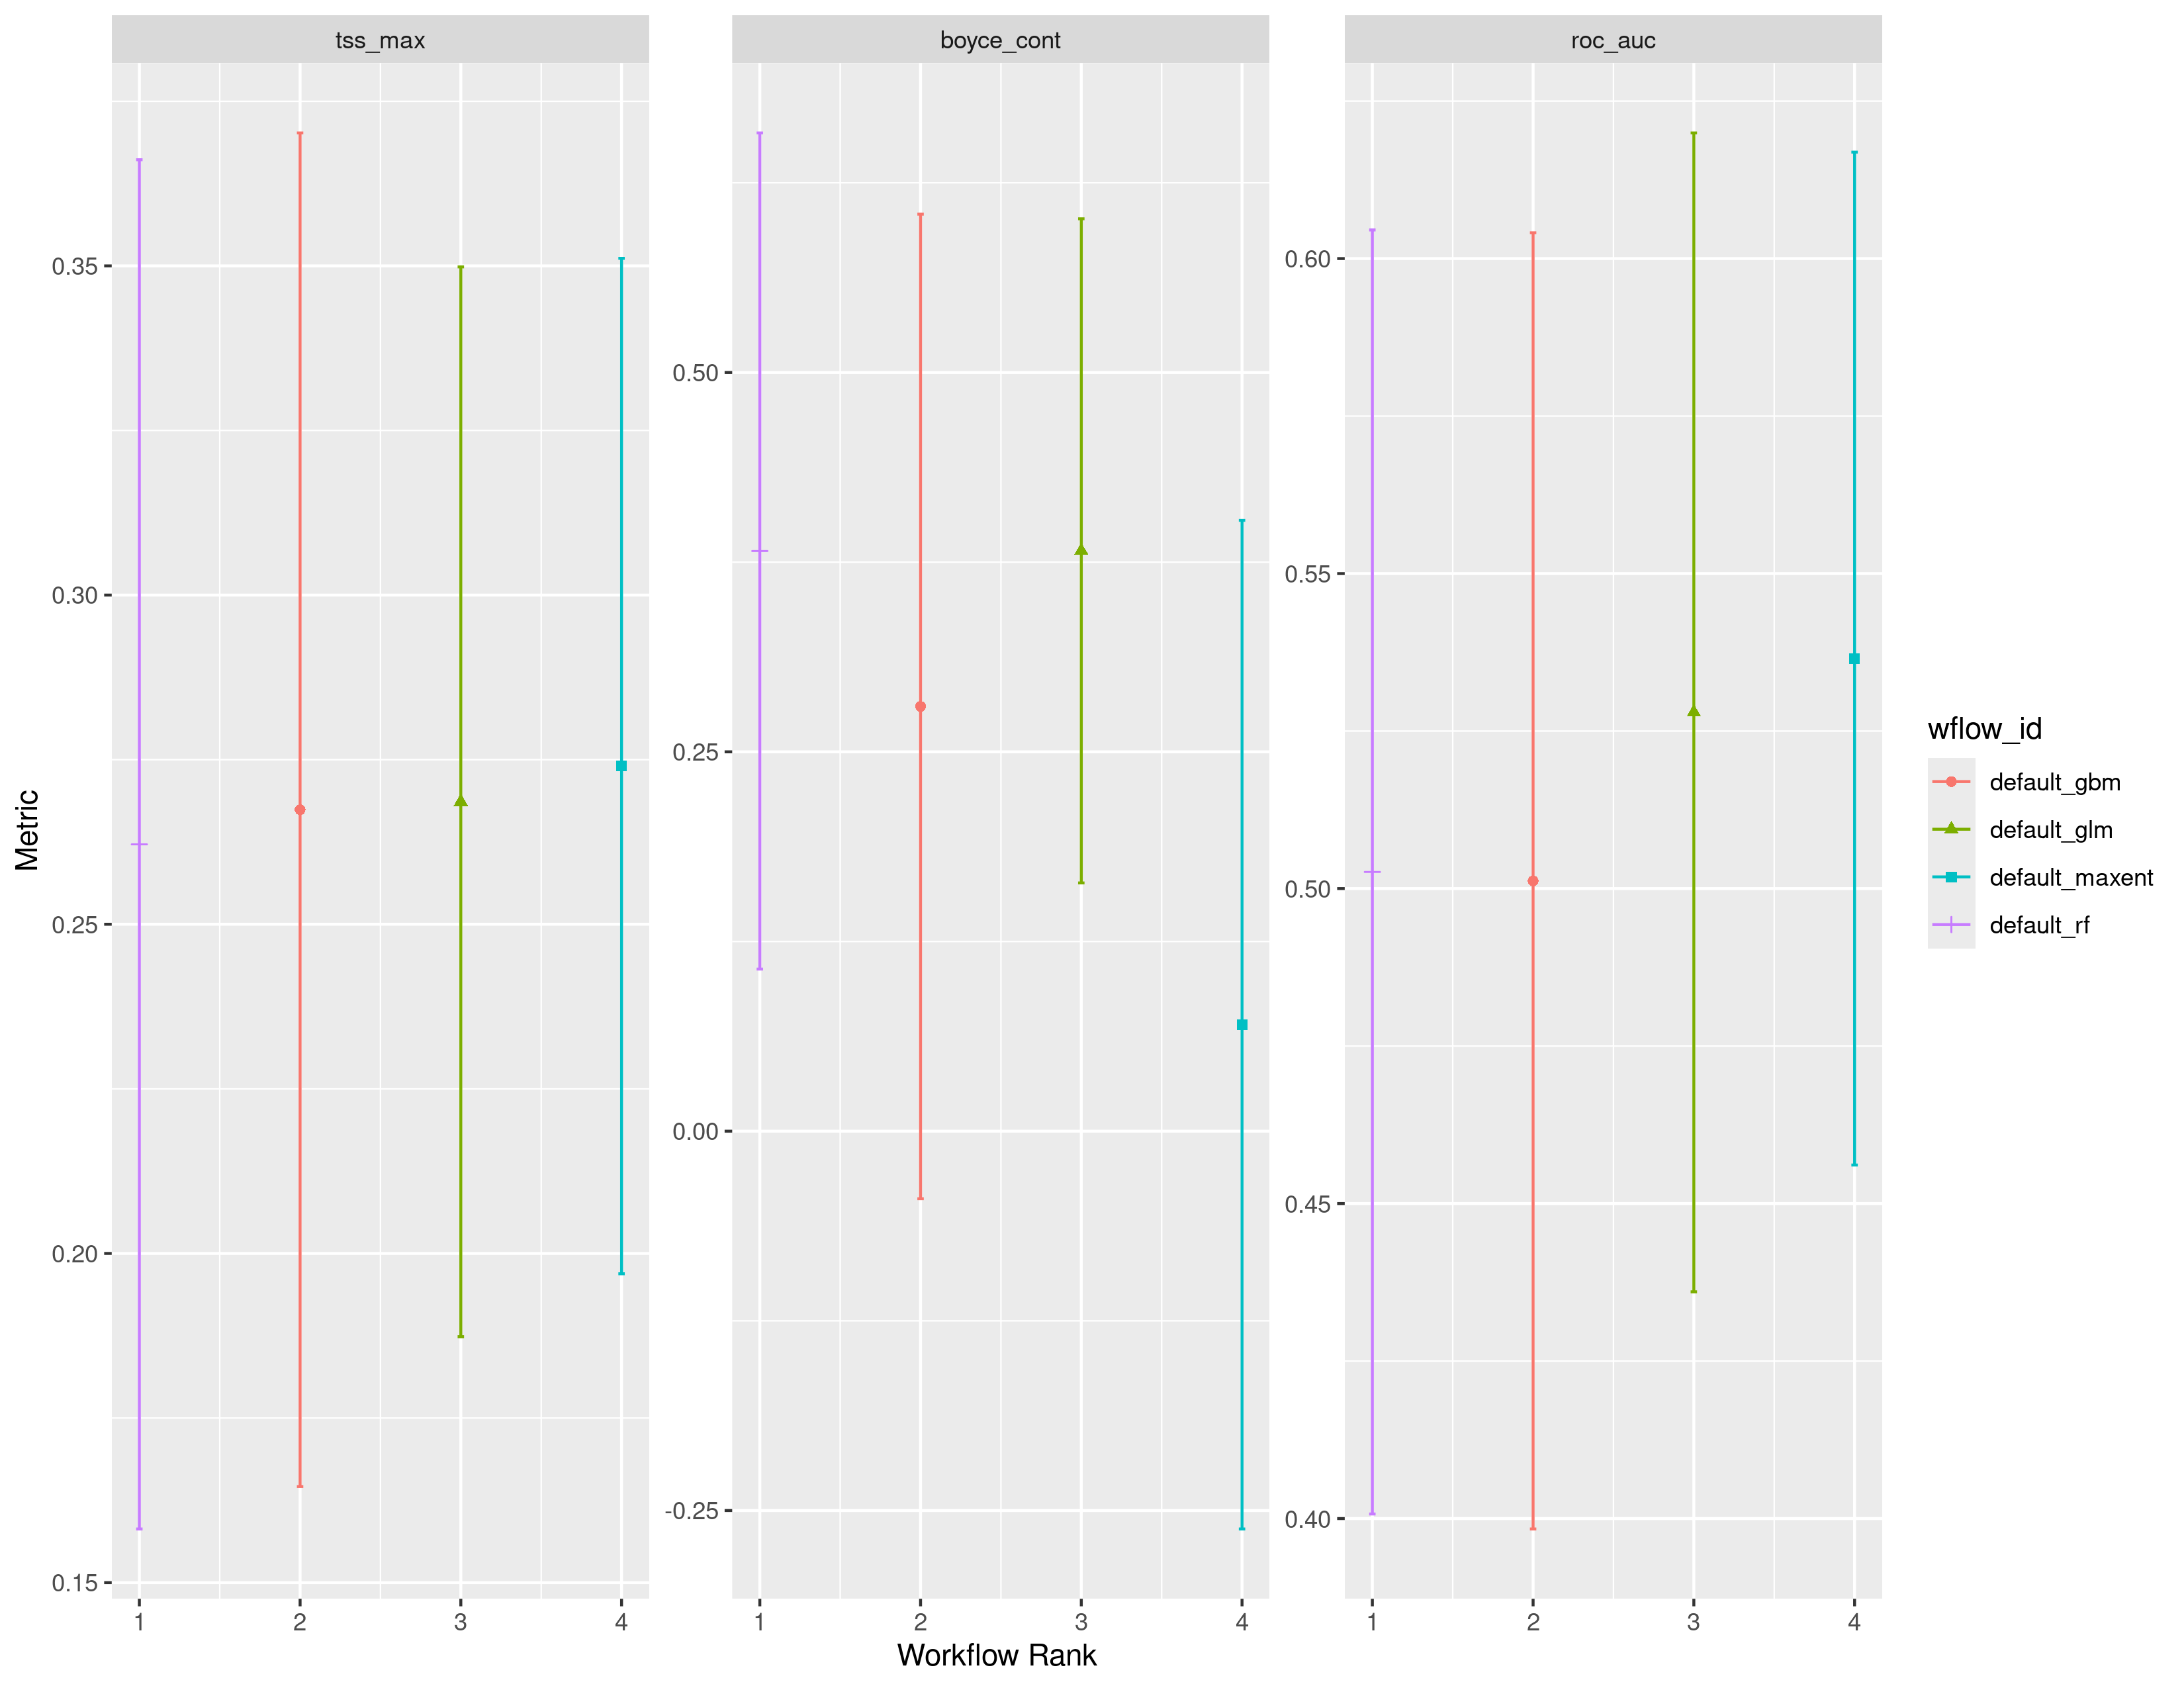 tss_max
boyce_cont
roc_auc
Metric
0.35
0.30
0.25
0.20
0.15
0.50
0.25
0.00
-0.25
0.60
0.55
0.50
0.45
0.40
1 2 3 4
1 2 3 4
1 2 3 4
Workflow Rank
wflow_id
default_gbm
default_glm
default_maxent
default_rf